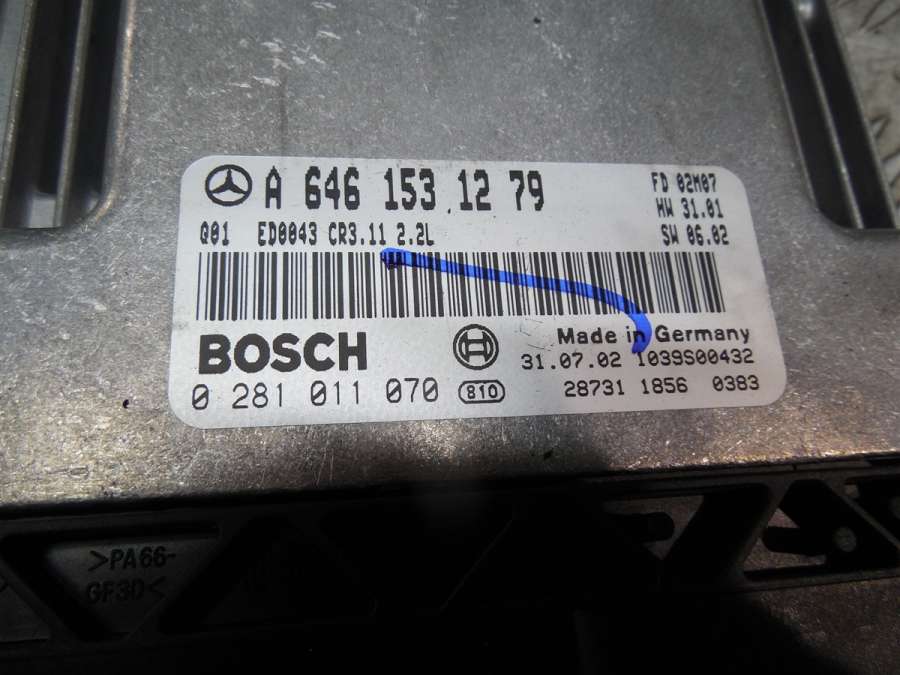 A 646 153 12 79
FD 02M07
HW 31.01
Q01 ED0043 CR3.11 2.2L
SW 06.02
BOSCH
Made in Germany
31.07.02 1039S00432
0 281 011 070 810
28731 1856 0383
>PA66-
GF30<